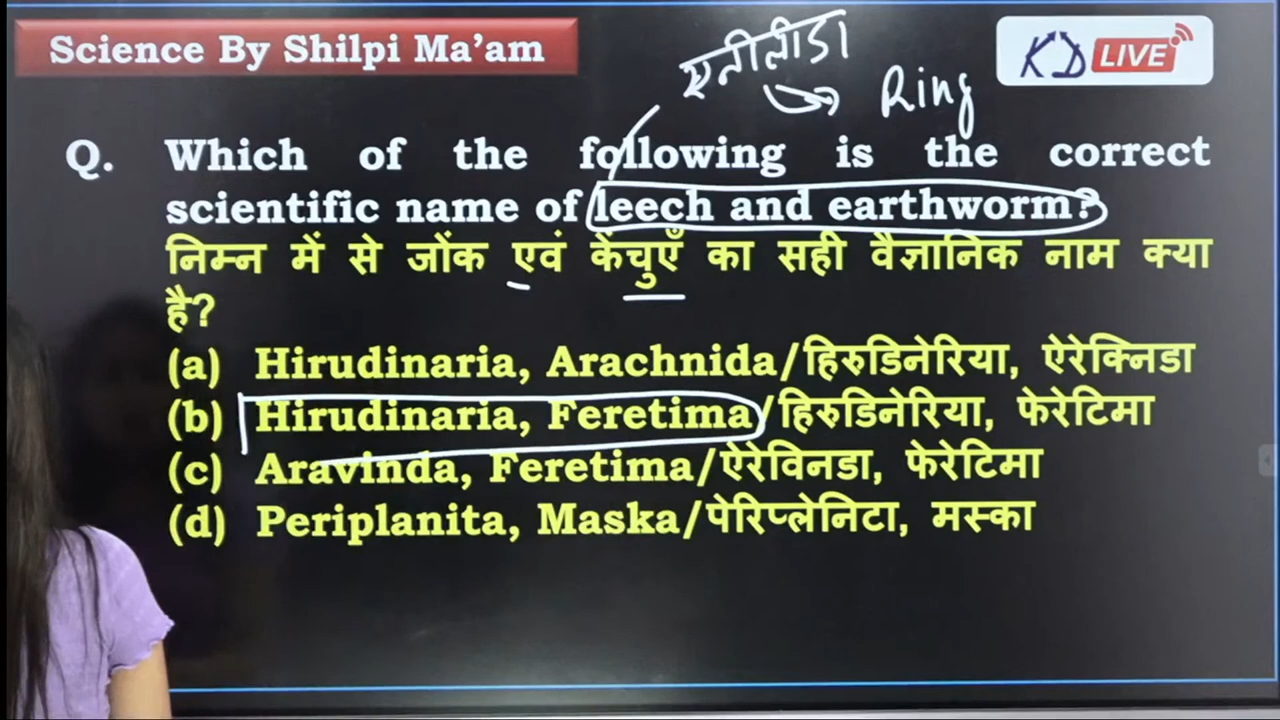 Science By Shilpi Ma'am
एनीलीडा
Ring
KD LIVE
Q. Which of the following is the correct
scientific name of leech and earthworm?
निम्न में से जोंक एवं केंचुएँ का सही वैज्ञानिक नाम क्या
है?
(a) Hirudinaria, Arachnida/हिरुडिनेरिया, ऐरेक्निडा
(b) Hirudinaria, Feretima/हिरुडिनेरिया, फेरेटिमा
(c) Aravinda, Feretima/ऐरेविनडा, फेरेटिमा
(d) Periplanita, Maska/पेरिप्लेनिटा, मस्का